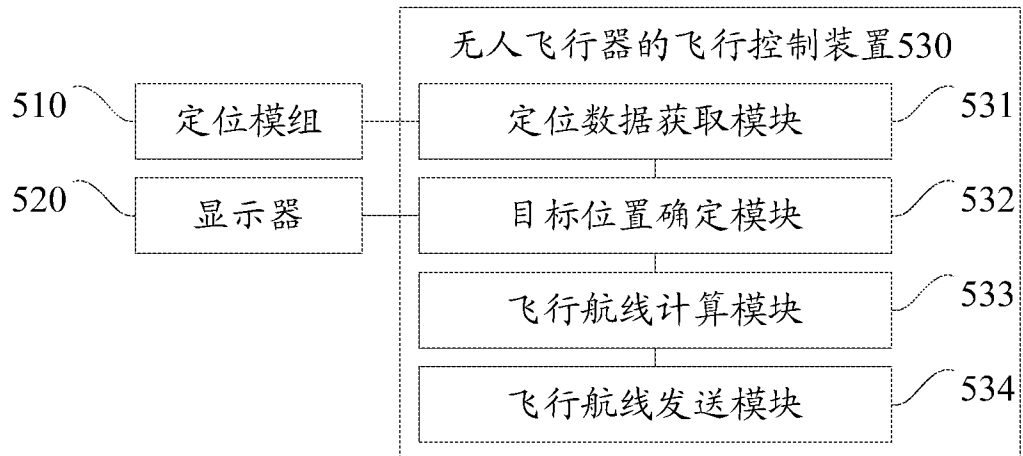 无人飞行器的飞行控制装置530
510
定位模组
定位数据获取模块
531
520
显示器
目标位置确定模块
532
飞行航线计算模块
533
飞行航线发送模块
534